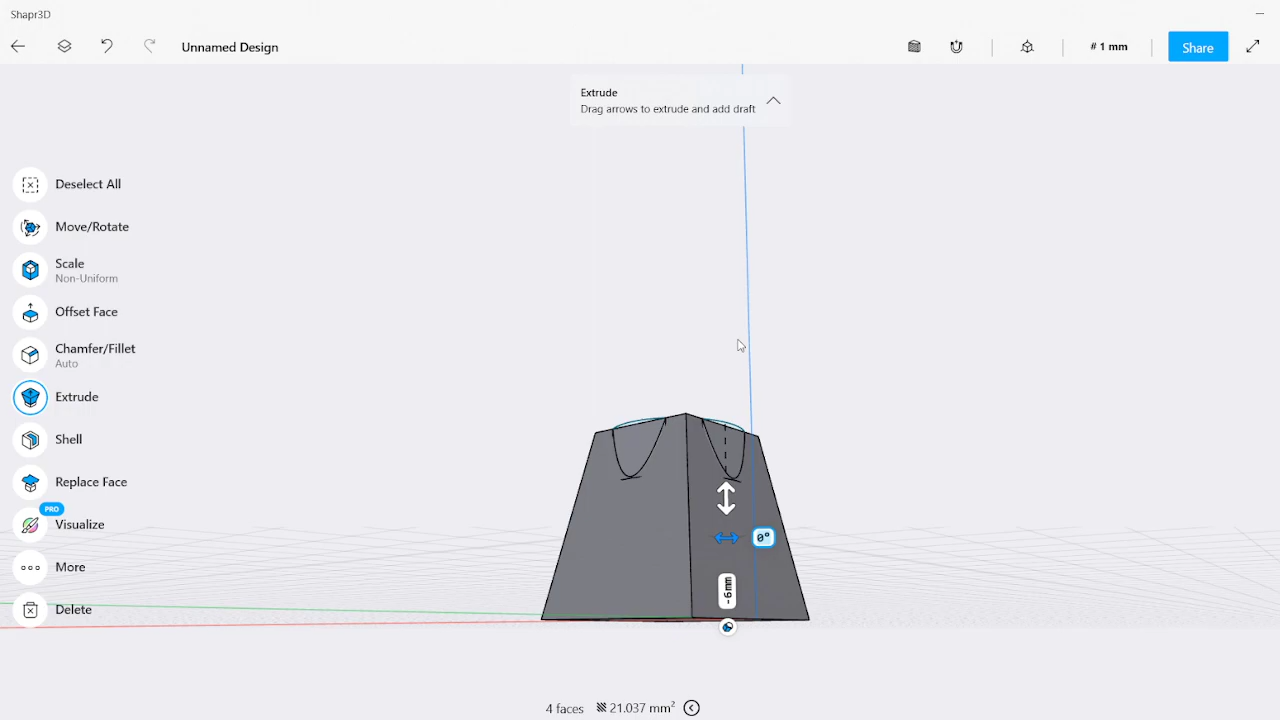 Shapr3D
Unnamed Design
# 1 mm
Share
Extrude
Drag arrows to extrude and add draft
Deselect All
Move/Rotate
Scale
Non-Uniform
Offset Face
Chamfer/Fillet
Auto
Extrude
Shell
Replace Face
PRO
Visualize
More
Delete
0°
-6mm
4 faces 21.037 mm²